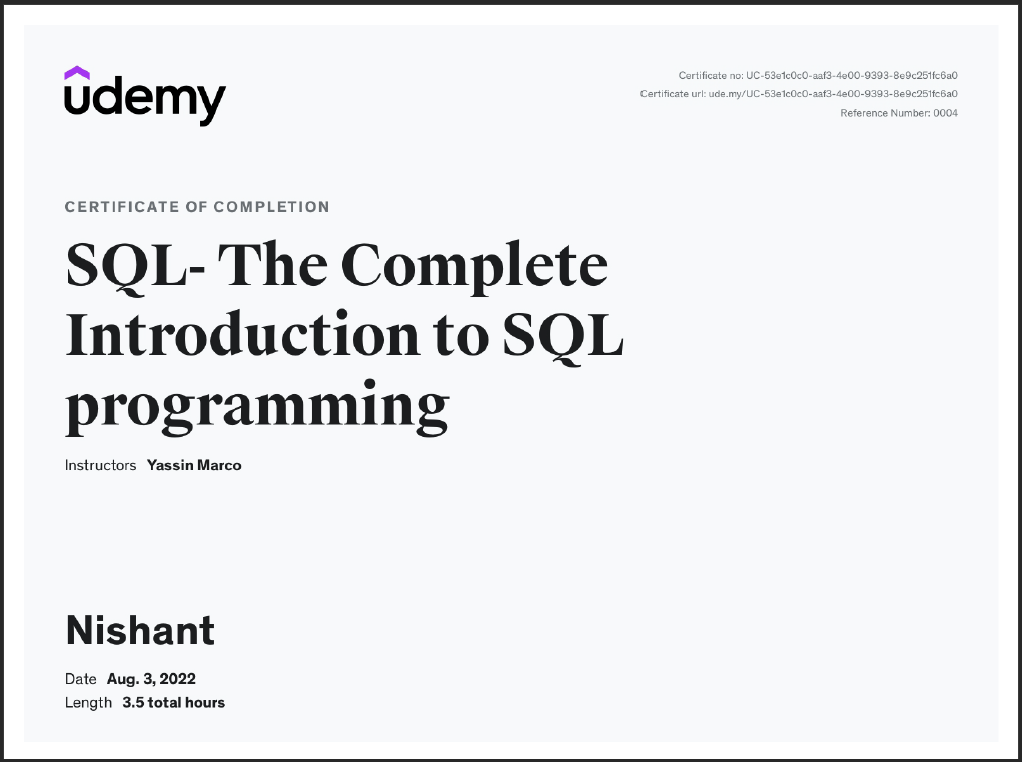 udemy
Certificate no: UC-53e1c0c0-aaf3-4e00-9393-8e9c251fc6a0
Certificate url: ude.my/UC-53e1c0c0-aaf3-4e00-9393-8e9c251fc6a0
Reference Number: 0004
CERTIFICATE OF COMPLETION
SQL- The Complete
Introduction to SQL
programming
Instructors Yassin Marco
Nishant
Date Aug. 3, 2022
Length 3.5 total hours